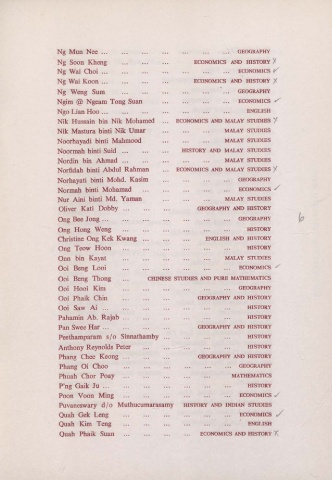 Ng Mun Nee ... ... ... ... ... ... GEOGRAPHY
Ng Soon Khong ... ... ... ECONOMICS AND HISTORY X
Ng Wai Choi ... ... ... ... ... ... ECONOMICS ✓
Ng Wai Koon ... ... ... ... ECONOMICS AND HISTORY X
Ng Weng Sum ... ... ... ... ... GEOGRAPHY
Ngim @ Ngeam Tong Suan ... ... ... ECONOMICS ✓
Ngo Lian Hoo ... ... ... ... ... ... ENGLISH
Nik Hussain bin Nik Mohamed ... ECONOMICS AND MALAY STUDIES X
Nik Mastura binti Nik Umar ... ... ... MALAY STUDIES
Noorhayadi binti Mahmood ... ... ... MALAY STUDIES
Noormah binti Said ... ... HISTORY AND MALAY STUDIES
Nordin bin Ahmad ... ... ... ... MALAY STUDIES
Norfidah binti Abdul Rahman ... ECONOMICS AND MALAY STUDIES X
Norhayati binti Mohd. Kasim ... ... ... GEOGRAPHY
Normah binti Mohamad ... ... ... ... ECONOMICS ✓
Nur Aini binti Md. Yaman ... ... ... MALAY STUDIES
Oliver Kati Dobby ... ... ... GEOGRAPHY AND HISTORY
Ong Bee Jong ... ... ... ... ... ... GEOGRAPHY
Ong Hong Weng ... ... ... ... ... HISTORY
Christine Ong Kek Kwang ... ... ENGLISH AND HISTORY
Ong Teow Hoon ... ... ... ... ... HISTORY
Onn bin Kayat ... ... ... ... MALAY STUDIES
Ooi Beng Looi ... ... ... ... ... ECONOMICS ✓
Ooi Beng Thong ... CHINESE STUDIES AND PURE MATHEMATICS
Ooi Hooi Kim ... ... ... ... ... GEOGRAPHY
Ooi Phaik Chin ... ... ... GEOGRAPHY AND HISTORY
Ooi Saw Ai ... ... ... ... ... ... HISTORY
Pahamin Ab. Rajab ... ... ... ... ... HISTORY
Pan Swee Har ... ... ... ... GEOGRAPHY AND HISTORY
Peethamparam s/o Sinnathamby ... ... ... HISTORY
Anthony Reynolds Peter ... ... ... ... HISTORY
Phang Chee Keong ... ... ... GEOGRAPHY AND HISTORY
Phang Oi Choo ... ... ... ... ... GEOGRAPHY
Phuah Chor Poay ... ... ... ... MATHEMATICS
P'ng Gaik Ju ... ... ... ... ... ... HISTORY
Poon Voon Ming ... ... ... ... ... ECONOMICS ✓
Puvaneswary d/o Muthucumarasamy HISTORY AND INDIAN STUDIES
Quah Gek Leng ... ... ... ... ... ECONOMICS ✓
Quah Kim Teng ... ... ... ... ... ENGLISH
Quah Phaik Suan ... ... ... ECONOMICS AND HISTORY X
6